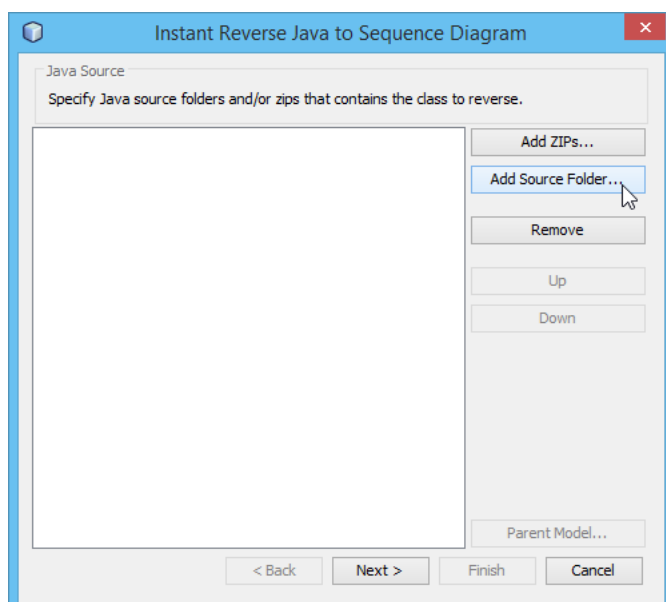 Instant Reverse Java to Sequence Diagram
Java Source
Specify Java source folders and/or zips that contains the class to reverse.
Add ZIPs...
Add Source Folder...
Remove
Up
Down
Parent Model...
< Back
Next >
Finish
Cancel